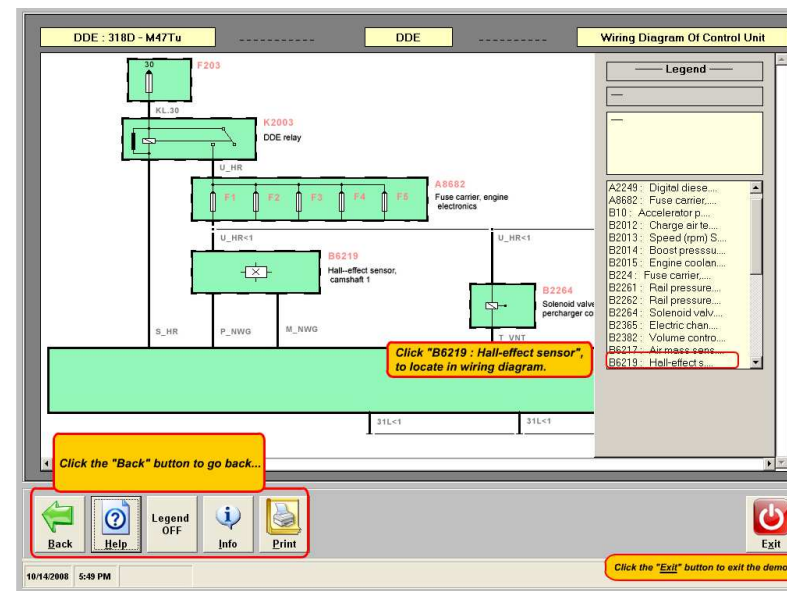 DDE : 318D - M47Tu
DDE
Wiring Diagram Of Control Unit
30
F203
KL.30
K2003
DDE relay
U_HR
A8682
Fuse carrier, engine
electronics
F1 F2 F3 F4 F5
U_HR<1
U_HR<1
B6219
Hall--effect sensor,
camshaft 1
B2264
Solenoid valve
percharger co
S_HR
P_NWG
M_NWG
T_VNT
31L<1
31L<1
Legend
A2249 : Digital diese....
A8682 : Fuse carrier,....
B10 : Accelerator p....
B2012 : Charge air te....
B2013 : Speed (rpm) S....
B2014 : Boost presssu....
B2015 : Engine coolan....
B224 : Fuse carrier,....
B2261 : Rail pressure....
B2262 : Rail pressure....
B2264 : Solenoid valv....
B2365 : Electric chan....
B2382 : Volume contro....
B6217 : Air mass sens....
B6219 : Hall-effect s....
Click "B6219 : Hall-effect sensor",
to locate in wiring diagram.
Click the "Back" button to go back...
Back
Help
Legend
OFF
Info
Print
Exit
Click the "Exit" button to exit the demo
10/14/2008 5:49 PM